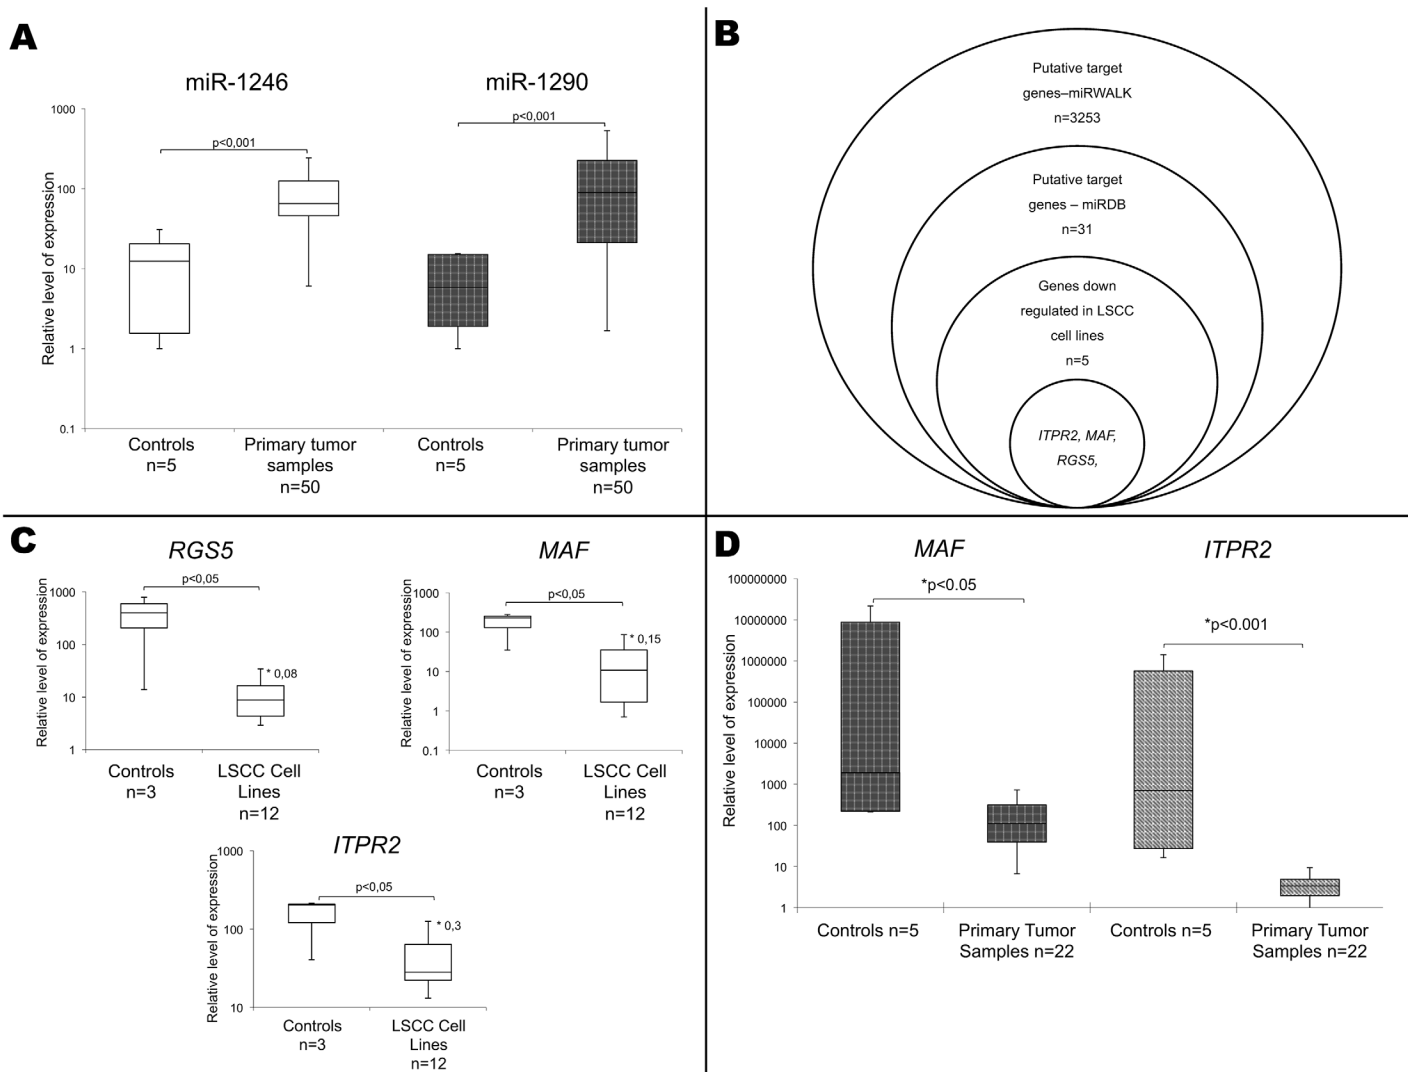 A
miR-1246
miR-1290
Relative level of expression
1000
100
10
1
0.1
p<0,001
p<0,001
Controls
n=5
Primary tumor
samples
n=50
Controls
n=5
Primary tumor
samples
n=50
B
Putative target
genes–miRWALK
n=3253
Putative target
genes – miRDB
n=31
Genes down
regulated in LSCC
cell lines
n=5
ITPR2, MAF,
RGS5,
C
RGS5
Relative level of expression
1000
100
10
1
p<0,05
* 0,08
Controls
n=3
LSCC Cell
Lines
n=12
MAF
Relative level of expression
1000
100
10
1
0.1
p<0,05
* 0,15
Controls
n=3
LSCC Cell
Lines
n=12
ITPR2
Relative level of expression
1000
100
10
p<0,05
* 0,3
Controls
n=3
LSCC Cell
Lines
n=12
D
MAF
ITPR2
Relative level of expression
100000000
10000000
1000000
100000
10000
1000
100
10
1
*p<0.05
*p<0.001
Controls n=5
Primary Tumor
Samples n=22
Controls n=5
Primary Tumor
Samples n=22